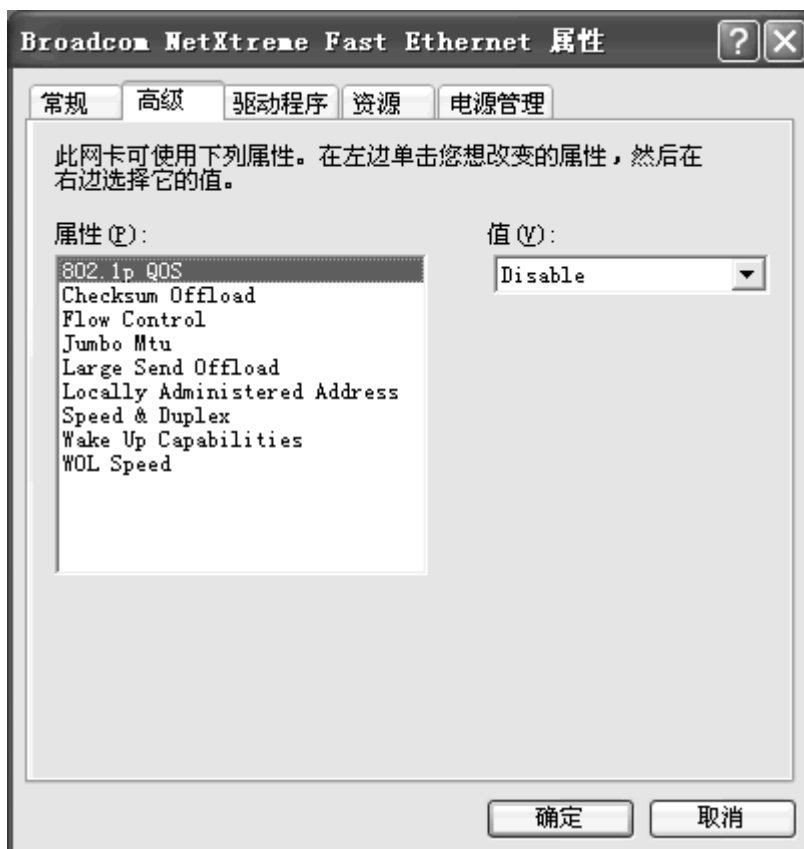 Broadcom NetXtreme Fast Ethernet 属性
常规 高级 驱动程序 资源 电源管理
此网卡可使用下列属性。在左边单击您想改变的属性，然后在
右边选择它的值。
属性(P): 值(V):
802.1p QOS Disable
Checksum Offload
Flow Control
Jumbo Mtu
Large Send Offload
Locally Administered Address
Speed & Duplex
Wake Up Capabilities
WOL Speed
确定 取消